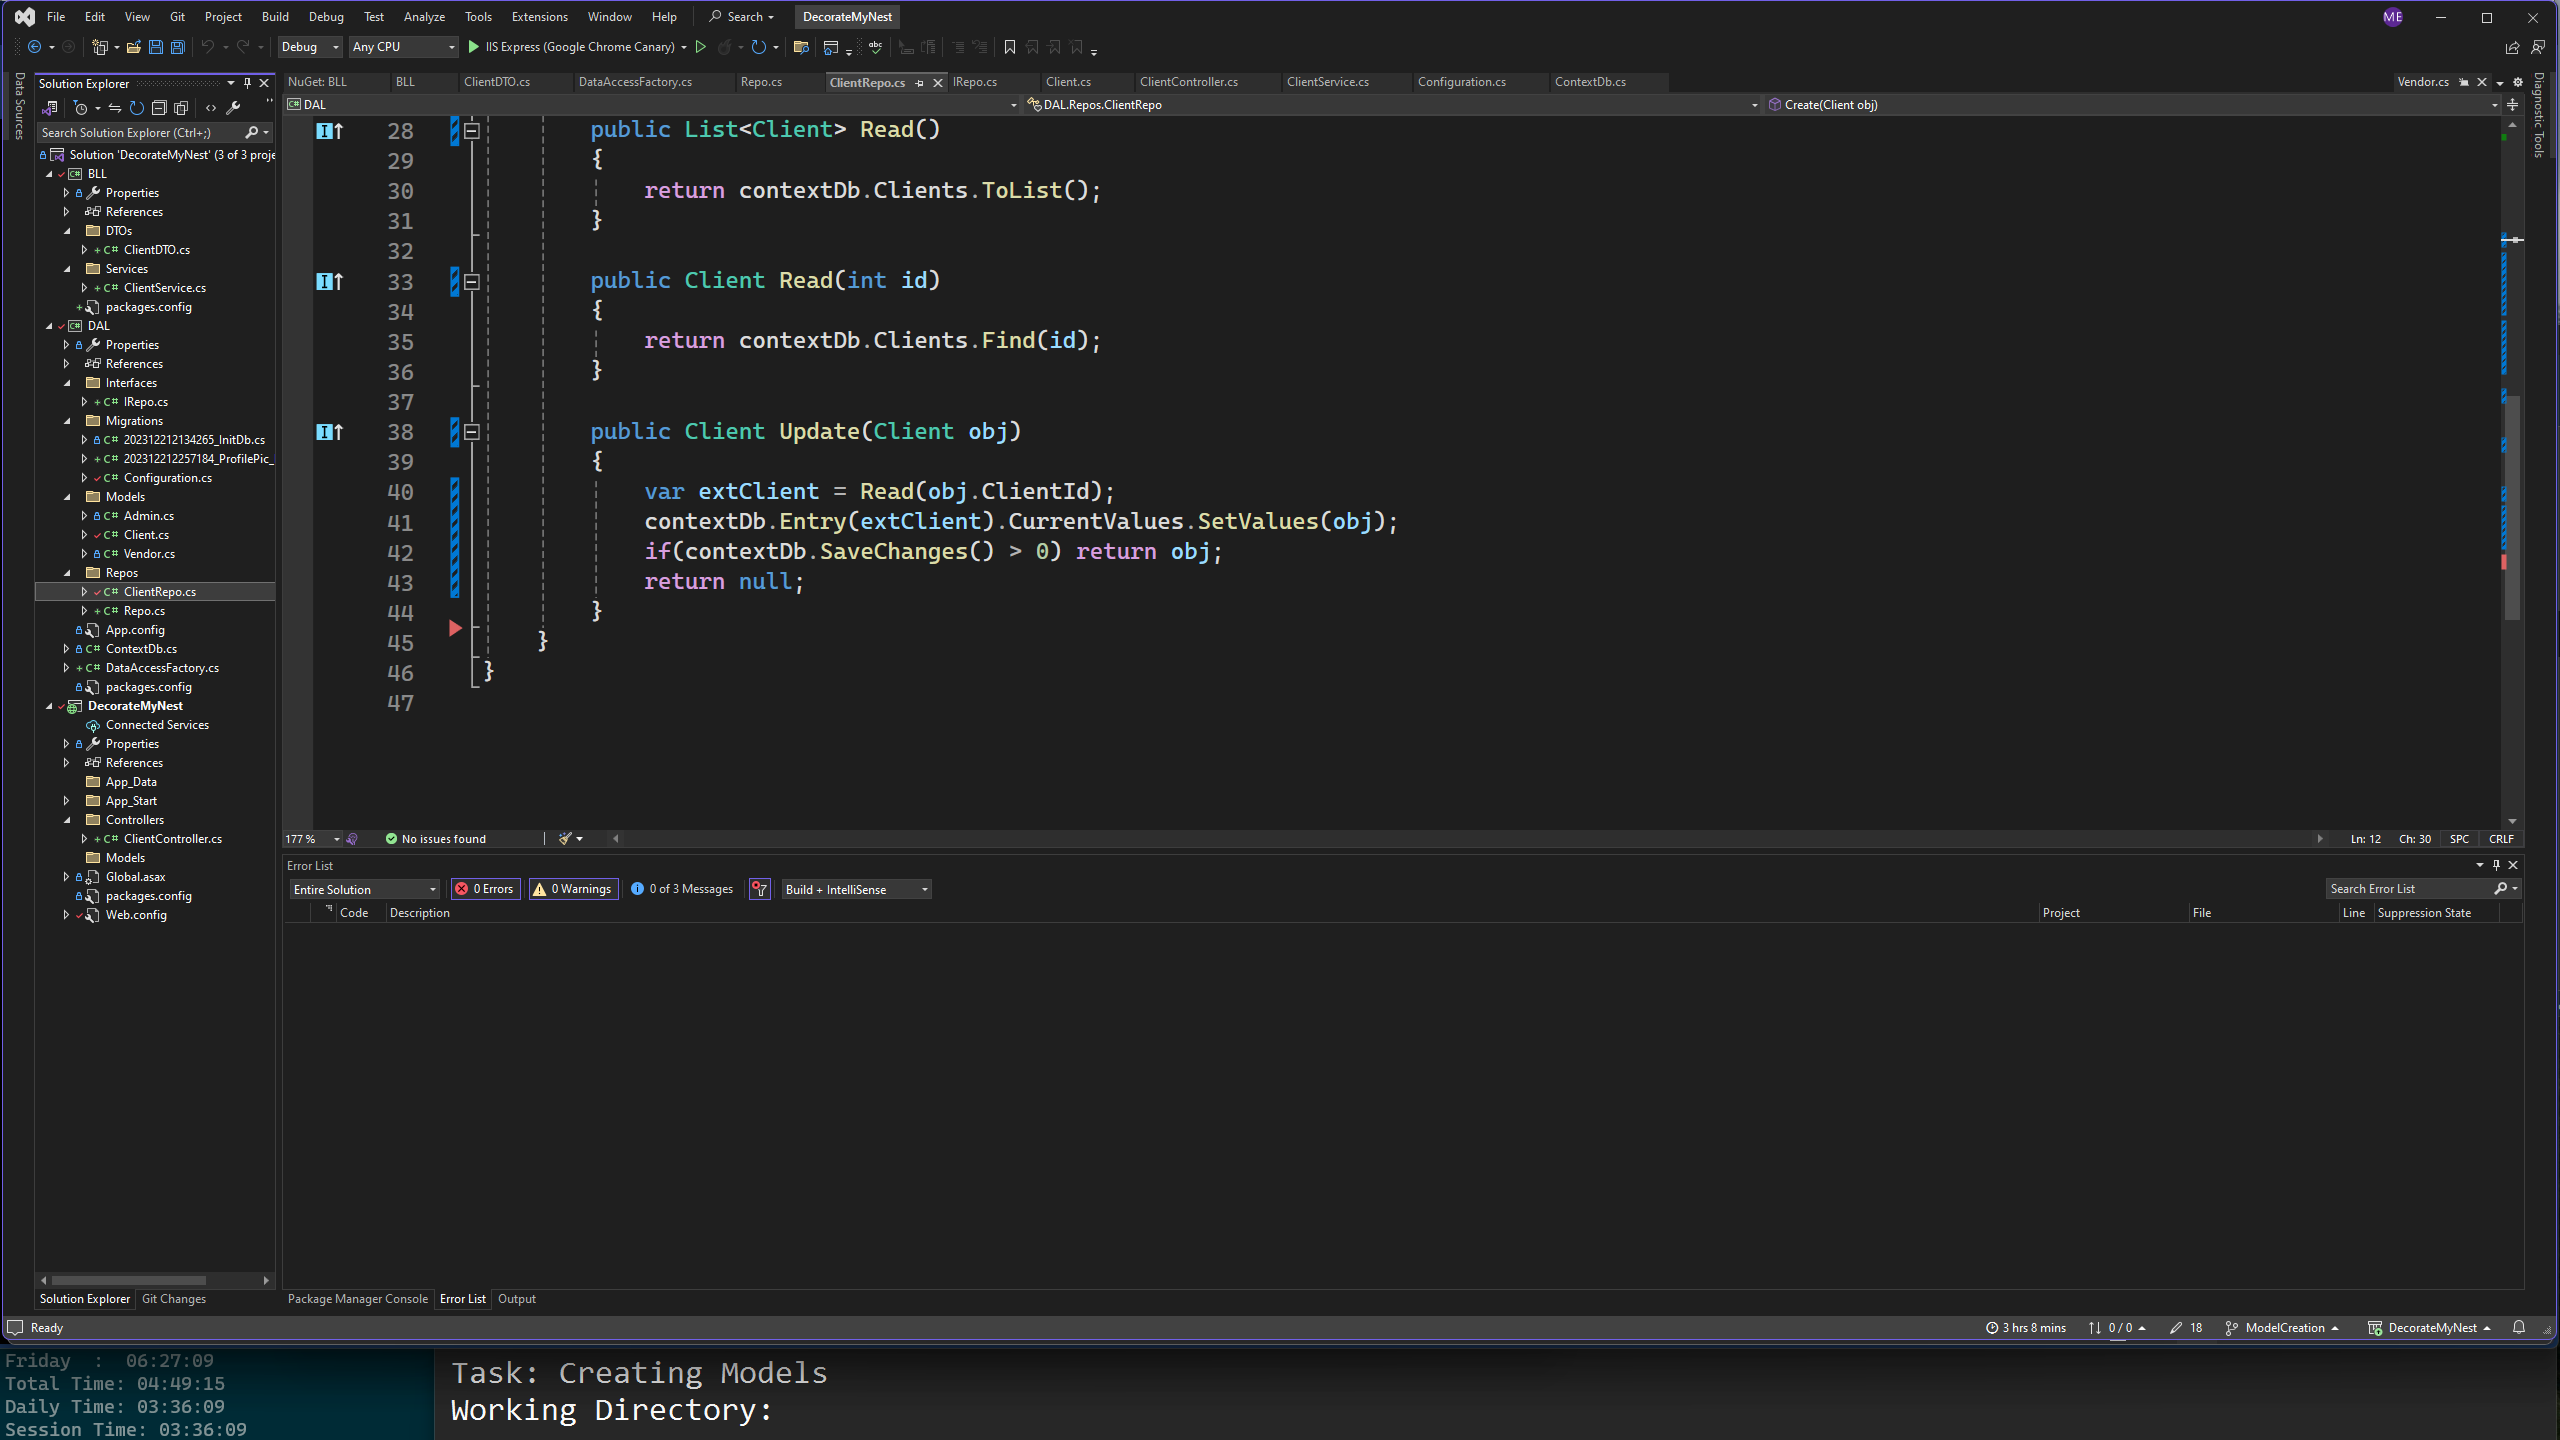 File Edit View Git Project Build Debug Test Analyze Tools Extensions Window Help Search DecorateMyNest ME
Debug Any CPU IIS Express (Google Chrome Canary)
Data Sources
Solution Explorer
Search Solution Explorer (Ctrl+;)
Solution 'DecorateMyNest' (3 of 3 proje
BLL
Properties
References
DTOs
C# ClientDTO.cs
Services
C# ClientService.cs
packages.config
DAL
Properties
References
Interfaces
C# IRepo.cs
Migrations
C# 202312212134265_InitDb.cs
C# 202312212257184_ProfilePic_
C# Configuration.cs
Models
C# Admin.cs
C# Client.cs
C# Vendor.cs
Repos
C# ClientRepo.cs
C# Repo.cs
App.config
C# ContextDb.cs
C# DataAccessFactory.cs
packages.config
DecorateMyNest
Connected Services
Properties
References
App_Data
App_Start
Controllers
C# ClientController.cs
Models
Global.asax
packages.config
Web.config
Solution Explorer Git Changes
NuGet: BLL BLL ClientDTO.cs DataAccessFactory.cs Repo.cs ClientRepo.cs IRepo.cs Client.cs ClientController.cs ClientService.cs Configuration.cs ContextDb.cs Vendor.cs
DAL DAL.Repos.ClientRepo Create(Client obj)
28 public List<Client> Read()
29 {
30 return contextDb.Clients.ToList();
31 }
32
33 public Client Read(int id)
34 {
35 return contextDb.Clients.Find(id);
36 }
37
38 public Client Update(Client obj)
39 {
40 var extClient = Read(obj.ClientId);
41 contextDb.Entry(extClient).CurrentValues.SetValues(obj);
42 if(contextDb.SaveChanges() > 0) return obj;
43 return null;
44 }
45 }
46 }
47
177 % No issues found Ln: 12 Ch: 30 SPC CRLF
Diagnostic Tools
Error List
Entire Solution 0 Errors 0 Warnings 0 of 3 Messages Build + IntelliSense Search Error List
Code Description Project File Line Suppression State
Package Manager Console Error List Output
Ready 3 hrs 8 mins 0 / 0 18 ModelCreation DecorateMyNest
Friday : 06:27:09
Total Time: 04:49:15
Daily Time: 03:36:09
Session Time: 03:36:09
Task: Creating Models
Working Directory: